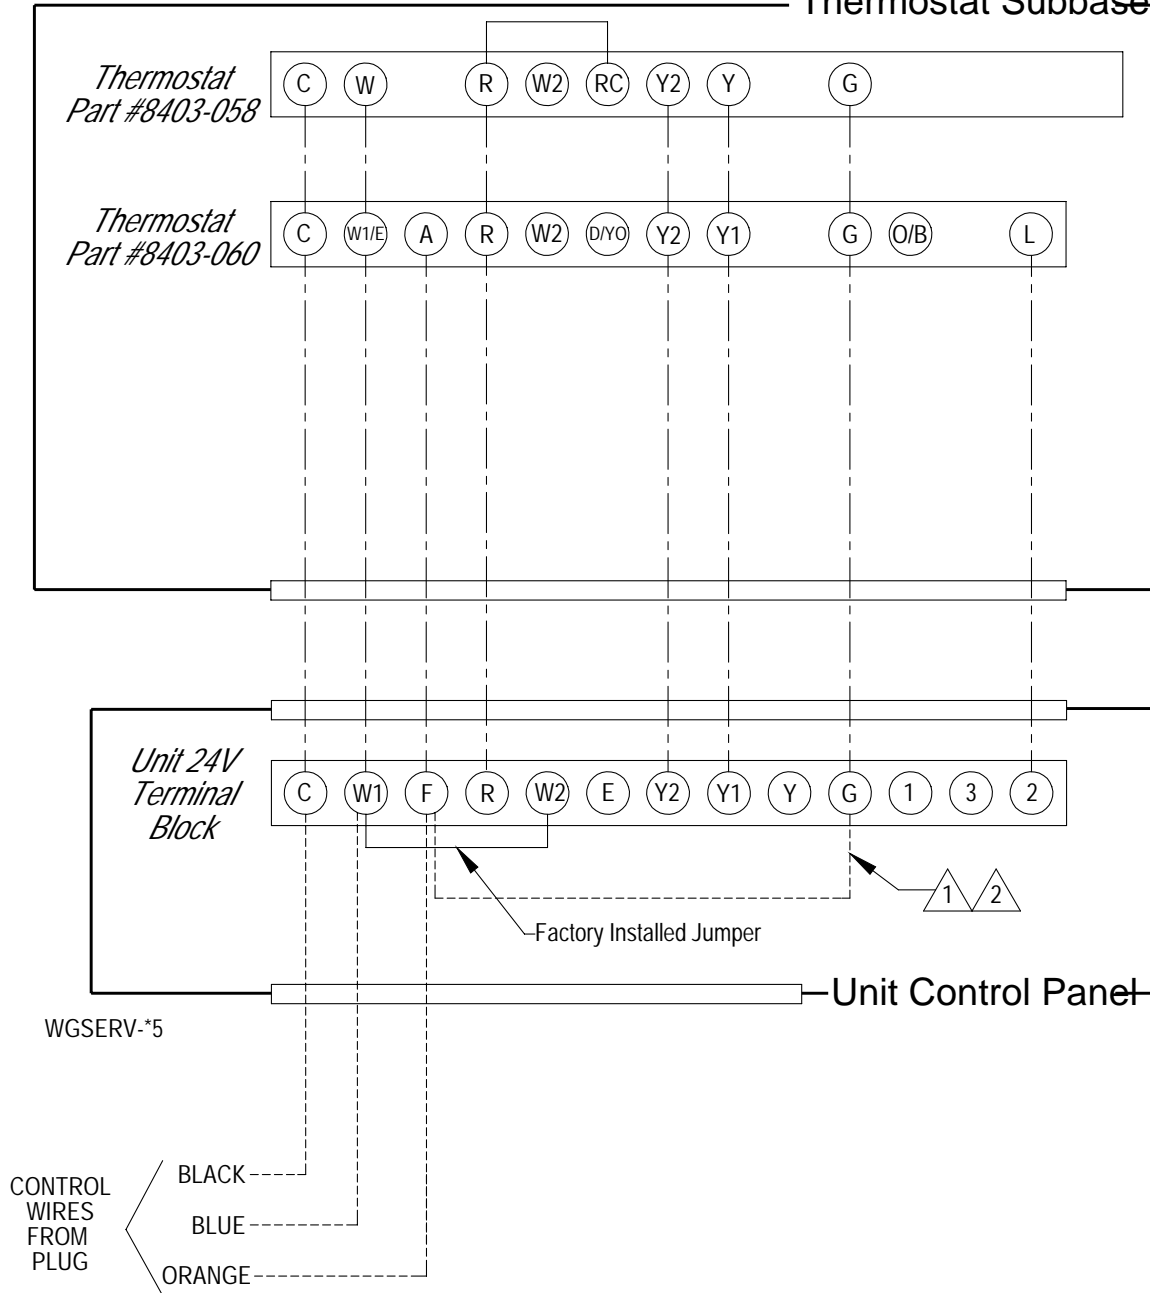 Thermostat Subbase
Thermostat
Part #8403-058
C W R W2 RC Y2 Y G
Thermostat
Part #8403-060
C W1/E A R W2 D/YO Y2 Y1 G O/B L
Unit 24V
Terminal
Block
C W1 F R W2 E Y2 Y1 Y G 1 3 2
1 2
Factory Installed Jumper
Unit Control Panel
WGSERV-*5
CONTROL
WIRES
FROM
PLUG
BLACK
BLUE
ORANGE